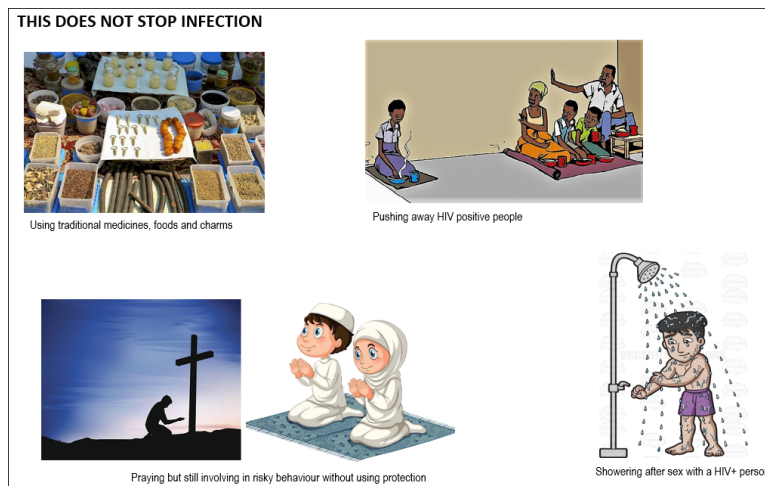 THIS DOES NOT STOP INFECTION
Using traditional medicines, foods and charms
Pushing away HIV positive people
Praying but still involving in risky behaviour without using protection
Showering after sex with a HIV+ perso